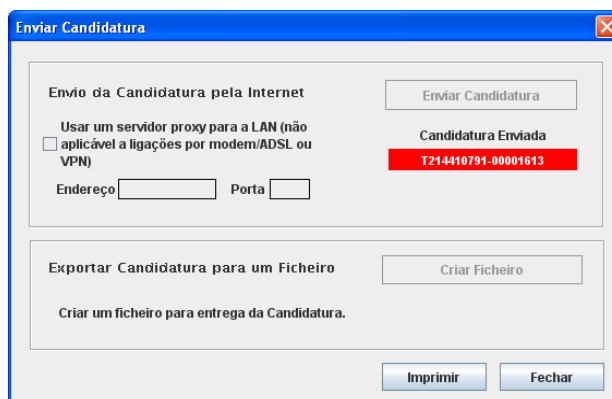 Enviar Candidatura
Envio da Candidatura pela Internet
Enviar Candidatura
Usar um servidor proxy para a LAN (não
aplicável a ligações por modem/ADSL ou
VPN)
Candidatura Enviada
T214410791-00001613
Endereço
Porta
Exportar Candidatura para um Ficheiro
Criar Ficheiro
Criar um ficheiro para entrega da Candidatura.
Imprimir
Fechar